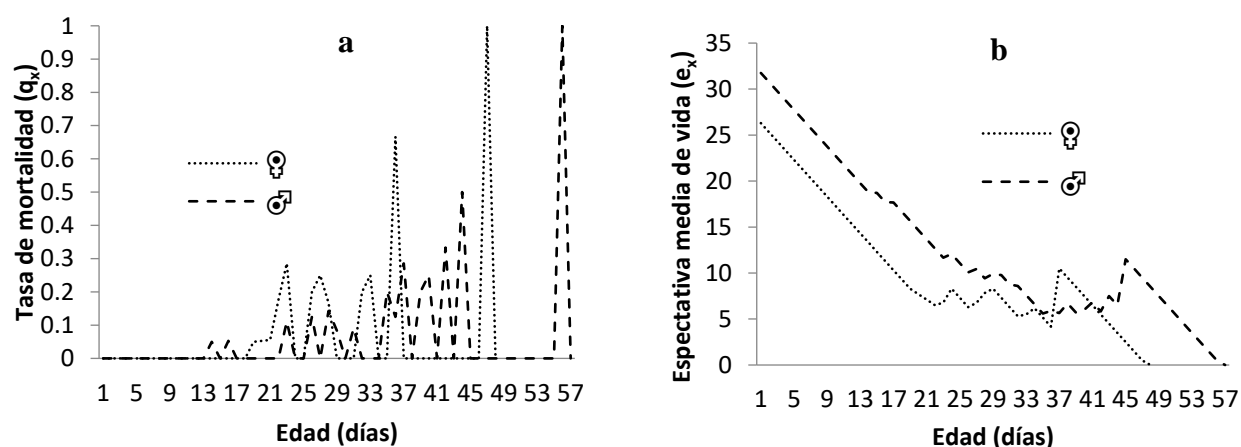 a
Tasa de mortalidad (qx)
1
0.9
0.8
0.7
0.6
0.5
0.4
0.3
0.2
0.1
0
1 5 9 13 17 21 25 29 33 37 41 45 49 53 57
Edad (días)
♀
♂
b
Espectativa media de vida (ex)
35
30
25
20
15
10
5
0
1 5 9 13 17 21 25 29 33 37 41 45 49 53 57
Edad (días)
♀
♂